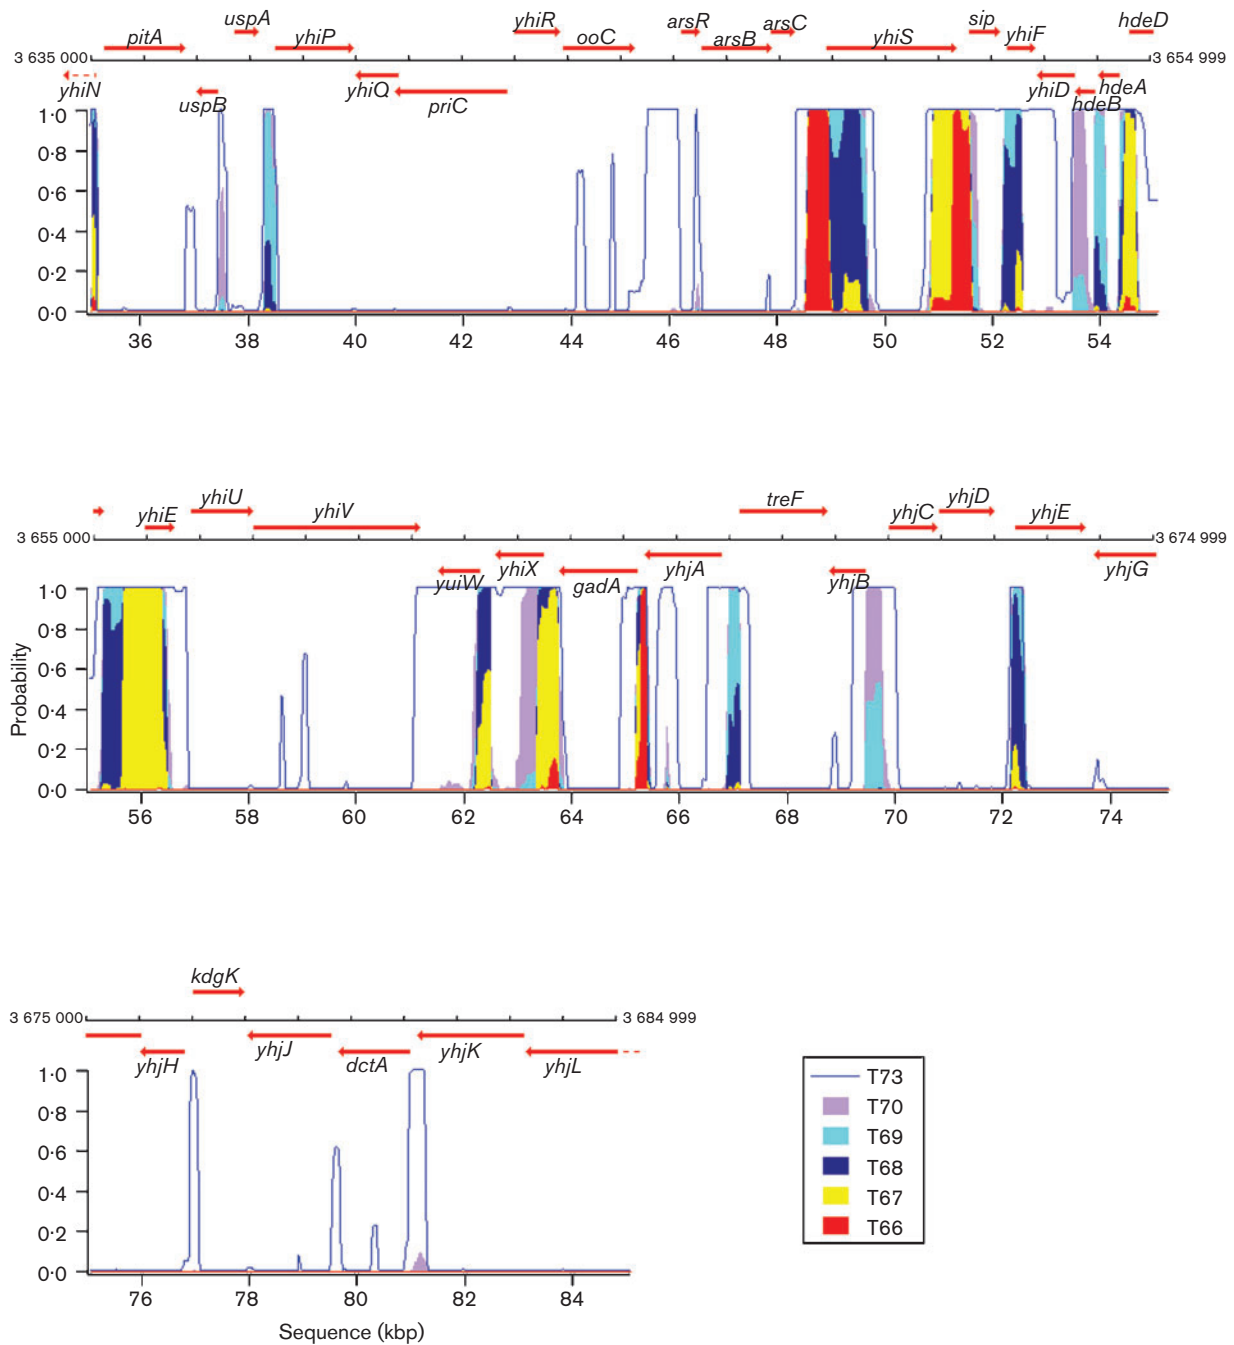 uspA yhiR arsR arsC sip hdeD
pitA yhiP ooC arsB yhiS yhiF
3 635 000 3 654 999
yhiN uspB yhiQ priC yhiD hdeB hdeA
1·0
0·8
0·6
0·4
0·2
0·0
36 38 40 42 44 46 48 50 52 54
yhiE yhiU yhiV treF yhjC yhjD yhjE
3 655 000 3 674 999
yuiW yhiX gadA yhjA yhjB yhjG
Probability
1·0
0·8
0·6
0·4
0·2
0·0
56 58 60 62 64 66 68 70 72 74
kdgK
3 675 000 3 684 999
yhjH yhjJ dctA yhjK yhjL
1·0
0·8
0·6
0·4
0·2
0·0
76 78 80 82 84
Sequence (kbp)
T73
T70
T69
T68
T67
T66